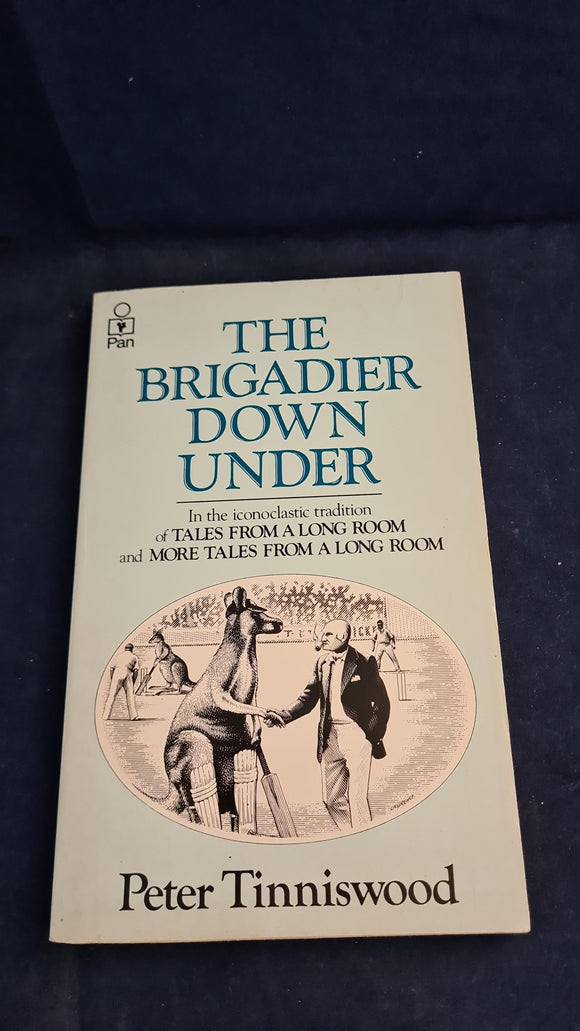 Pan
THE
BRIGADIER
DOWN
UNDER
In the iconoclastic tradition
of TALES FROM A LONG ROOM
and MORE TALES FROM A LONG ROOM
Peter Tinniswood